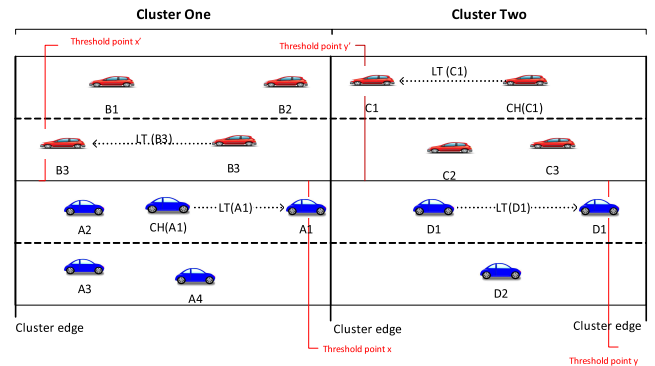 Cluster One
Cluster Two
Threshold point x'
Threshold point y'
LT (C1)
B1
B2
C1
CH(C1)
LT (B3)
B3
B3
C2
C3
LT(A1)
LT(D1)
A2
CH(A1)
A1
D1
D1
A3
A4
D2
Cluster edge
Cluster edge
Cluster edge
Threshold point x
Threshold point y